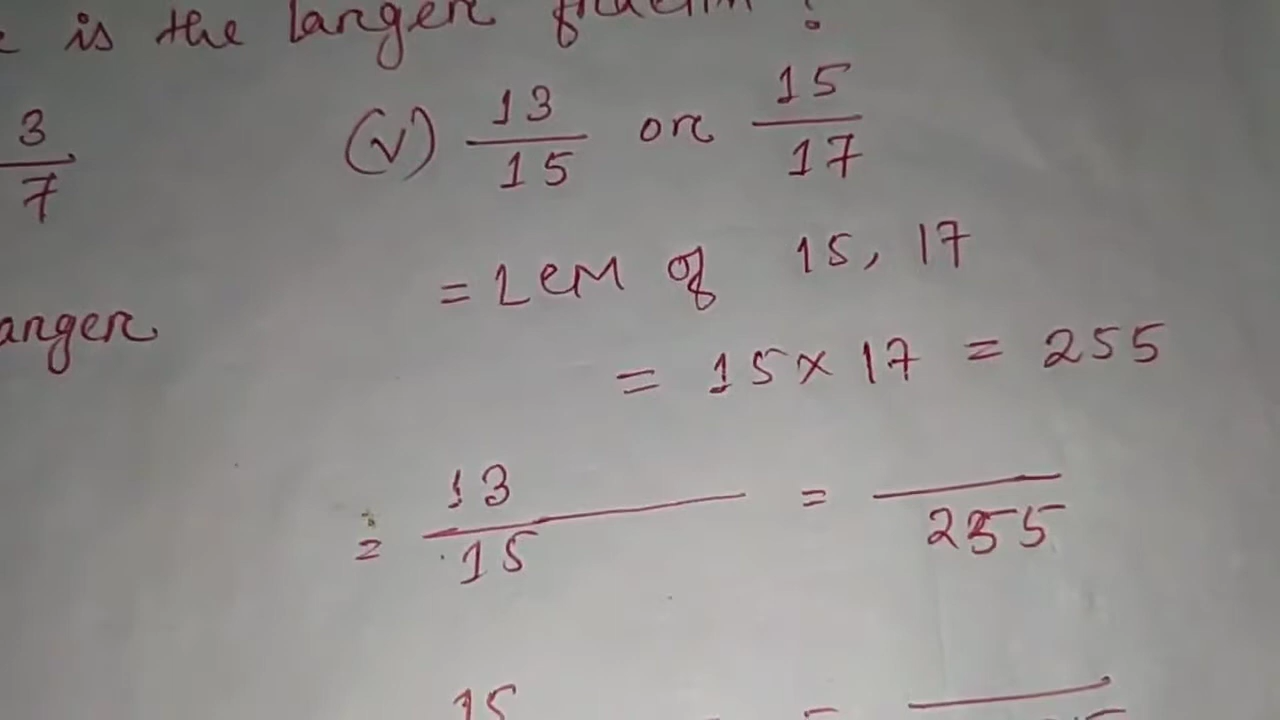 is the larger fraction?
3/7
(v) 13/15 or 15/17
= LCM of 15, 17
arger
= 15 × 17 = 255
= 13/15 = /255
15 =